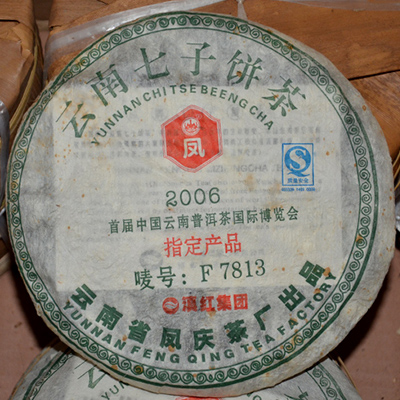 云南七子饼茶
YUNNAN CHI TSE BEENG CHA
凤
2006
首届中国云南普洱茶国际博览会
指定产品
唛号：F 7813
滇红集团
云南省凤庆茶厂出品
YUNNAN FENG QING TEA FACTORY